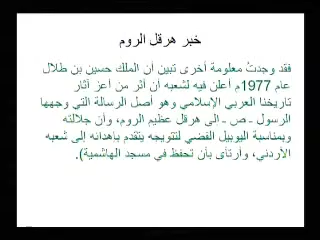 خبر هرقل الروم
فقد وجدتُ معلومة أخرى تبين أن الملك حسين بن طلال
عام 1977م أعلن فيه لشعبه أن أثر من أعز آثار
تاريخنا العربي الإسلامي وهو أصل الرسالة التي وجهها
الرسول ـ ص ـ الى هرقل عظيم الروم، وأن جلالته
وبمناسبة اليوبيل الفضي لتتويجه يتقدم بإهدائه إلى شعبه
الأردني، وارتأى بأن تحفظ في مسجد الهاشمية).